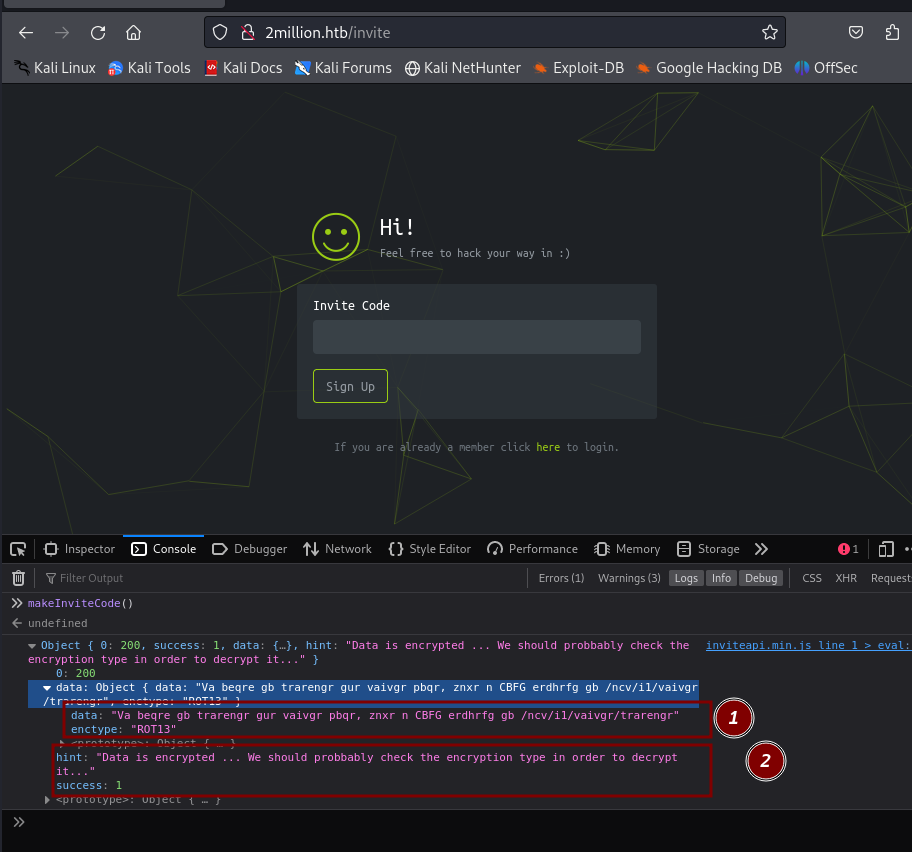 2million.htb/invite
Kali Linux Kali Tools Kali Docs Kali Forums Kali NetHunter Exploit-DB Google Hacking DB OffSec
Hi!
Feel free to hack your way in :)
Invite Code
Sign Up
If you are already a member click here to login.
Inspector Console Debugger Network {} Style Editor Performance Memory Storage 1
Filter Output Errors (1) Warnings (3) Logs Info Debug CSS XHR Request
makeInviteCode()
undefined
Object { 0: 200, success: 1, data: {…}, hint: "Data is encrypted ... We should probbably check the inviteapi.min.js line 1 > eval:
encryption type in order to decrypt it..." }
0: 200
data: Object { data: "Va beqre gb trarengr gur vaivgr pbqr, znxr n CBFG erdhrfg gb /ncv/i1/vaivgr
/trarengr", enctype: "ROT13" }
data: "Va beqre gb trarengr gur vaivgr pbqr, znxr n CBFG erdhrfg gb /ncv/i1/vaivgr/trarengr"
1
enctype: "ROT13"
<prototype>: Object { … }
hint: "Data is encrypted ... We should probbably check the encryption type in order to decrypt
2
it..."
success: 1
<prototype>: Object { … }